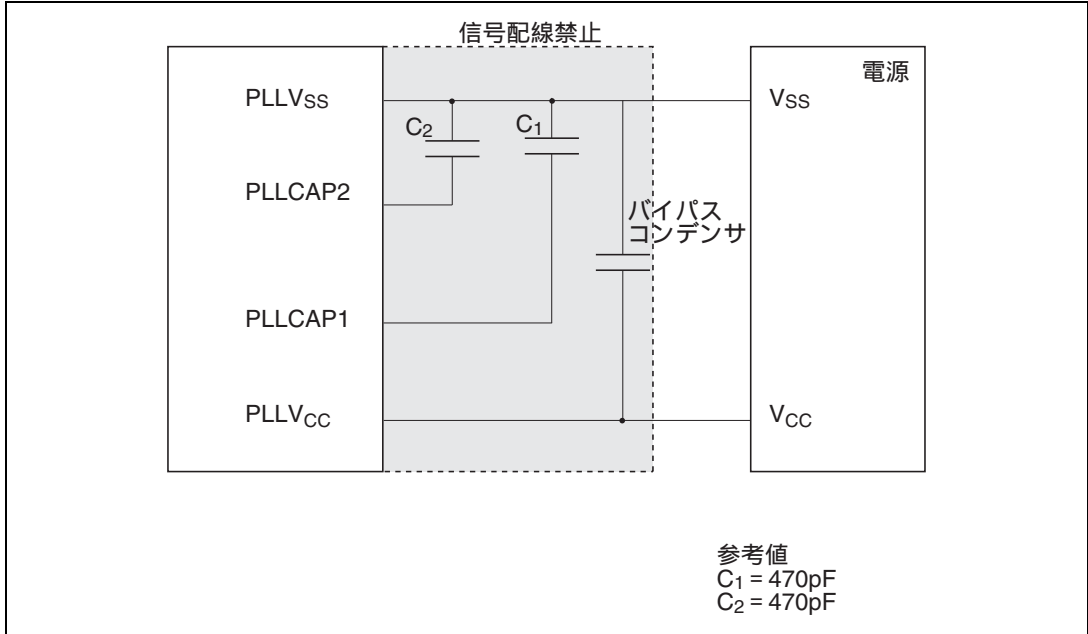 信号配線禁止
電源
PLLVSS
VSS
C2
C1
PLLCAP2
バイパス
コンデンサ
PLLCAP1
PLLVCC
VCC
参考値
C1 = 470pF
C2 = 470pF